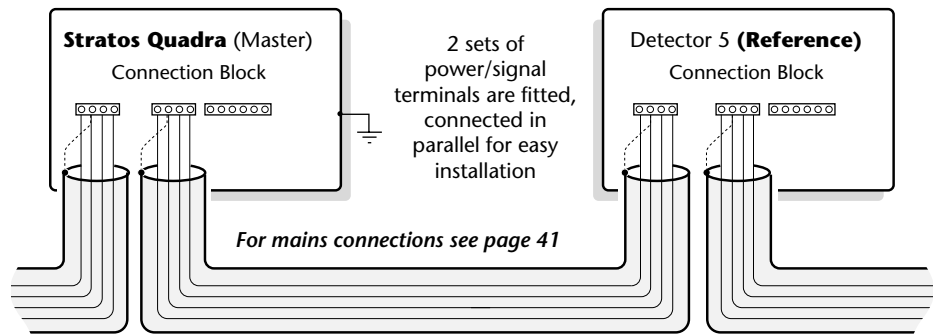 Stratos Quadra (Master)
Connection Block
2 sets of
power/signal
terminals are fitted,
connected in
parallel for easy
installation
Detector 5 (Reference)
Connection Block
For mains connections see page 41